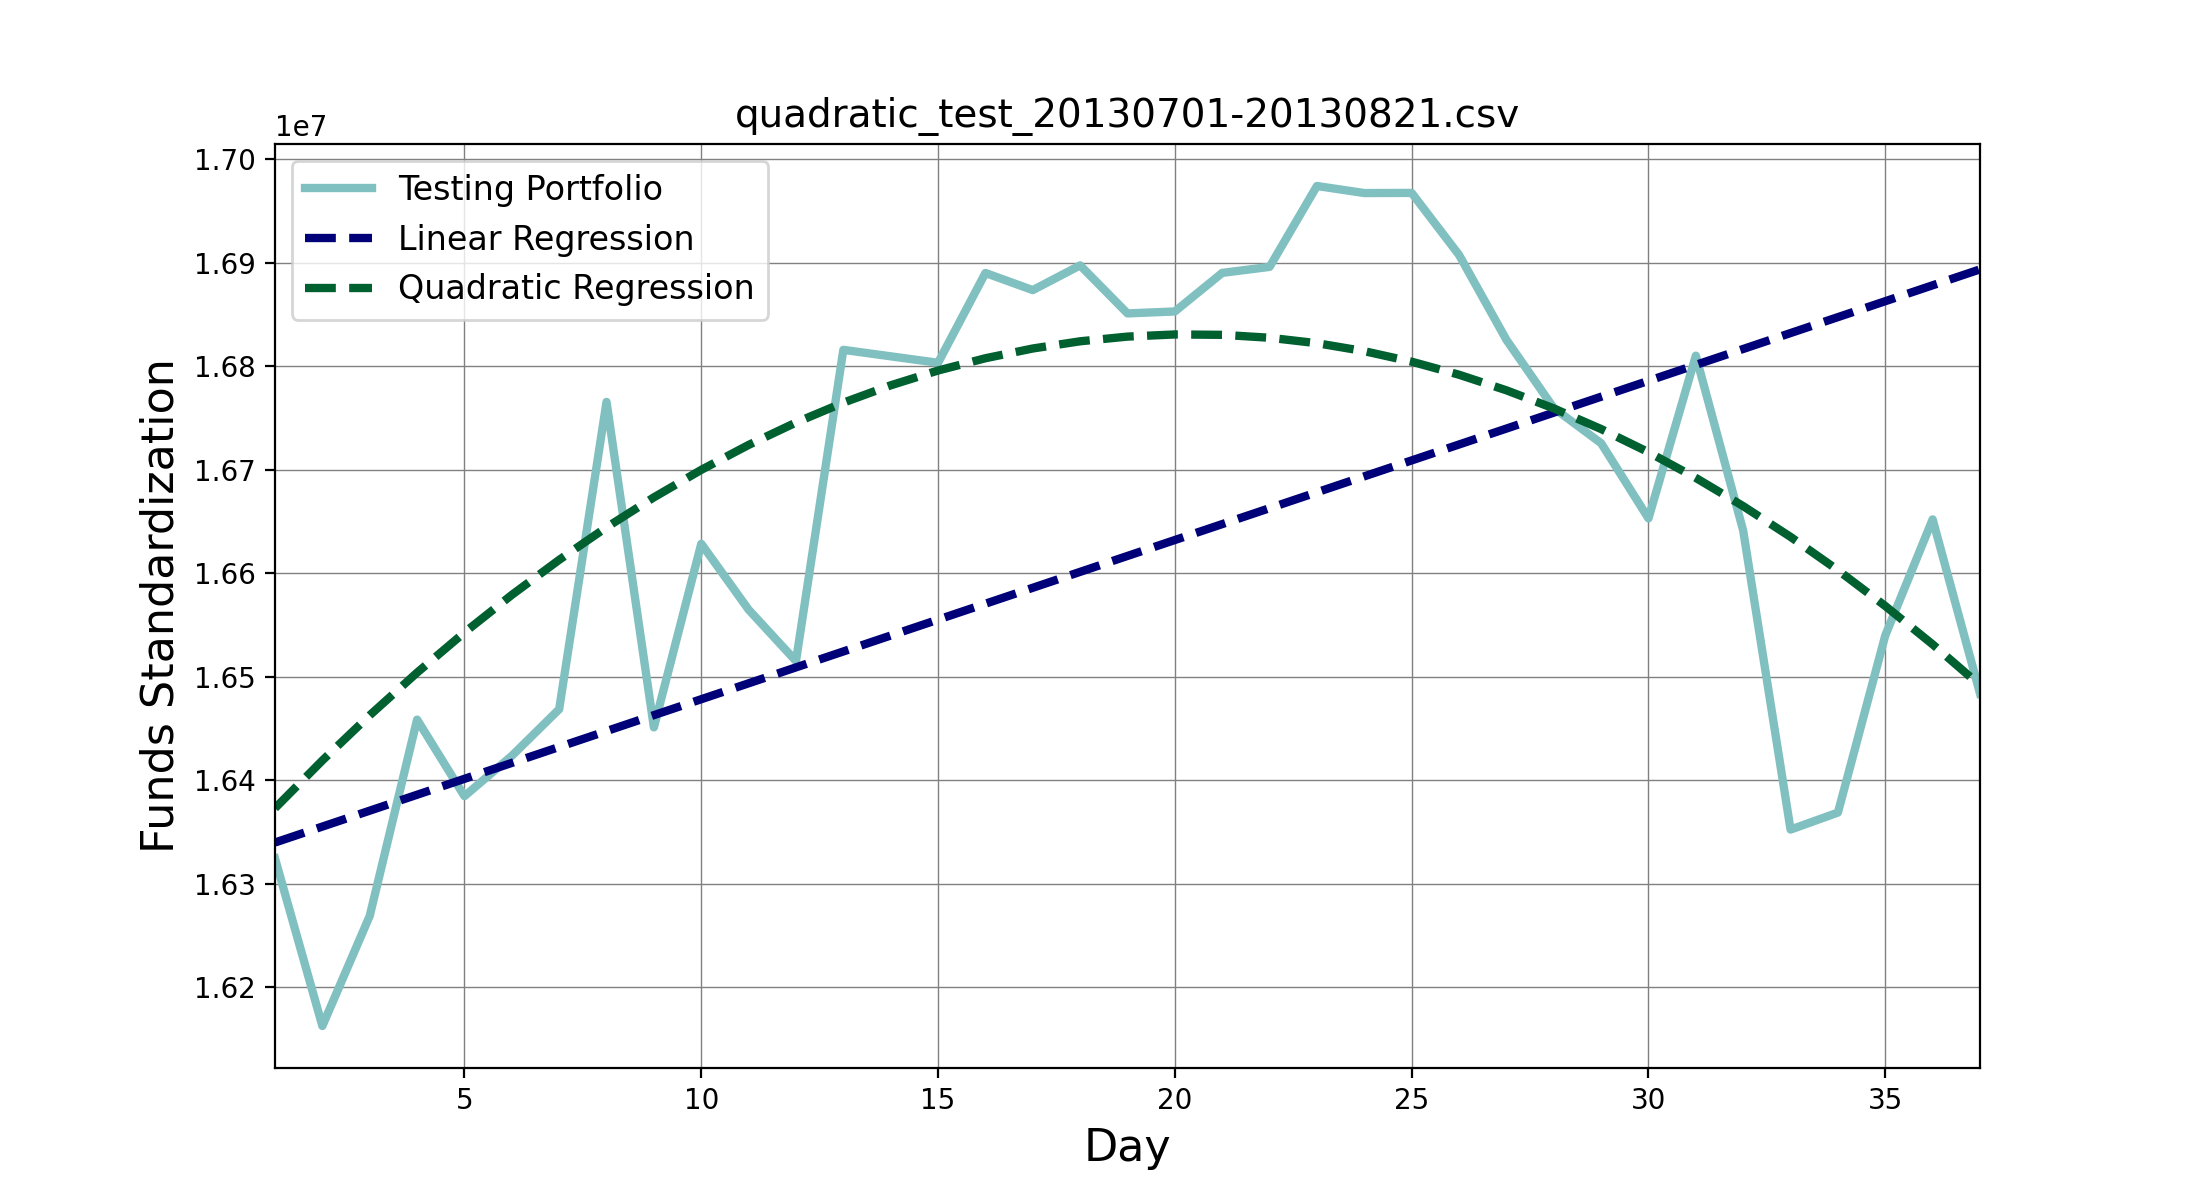 quadratic_test_20130701-20130821.csv
1e7
Testing Portfolio
Linear Regression
Quadratic Regression
1.70
1.69
1.68
1.67
1.66
1.65
1.64
1.63
1.62
Funds Standardization
5 10 15 20 25 30 35
Day